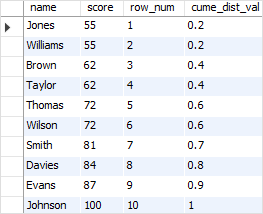 name score row_num cume_dist_val
Jones 55 1 0.2
Williams 55 2 0.2
Brown 62 3 0.4
Taylor 62 4 0.4
Thomas 72 5 0.6
Wilson 72 6 0.6
Smith 81 7 0.7
Davies 84 8 0.8
Evans 87 9 0.9
Johnson 100 10 1